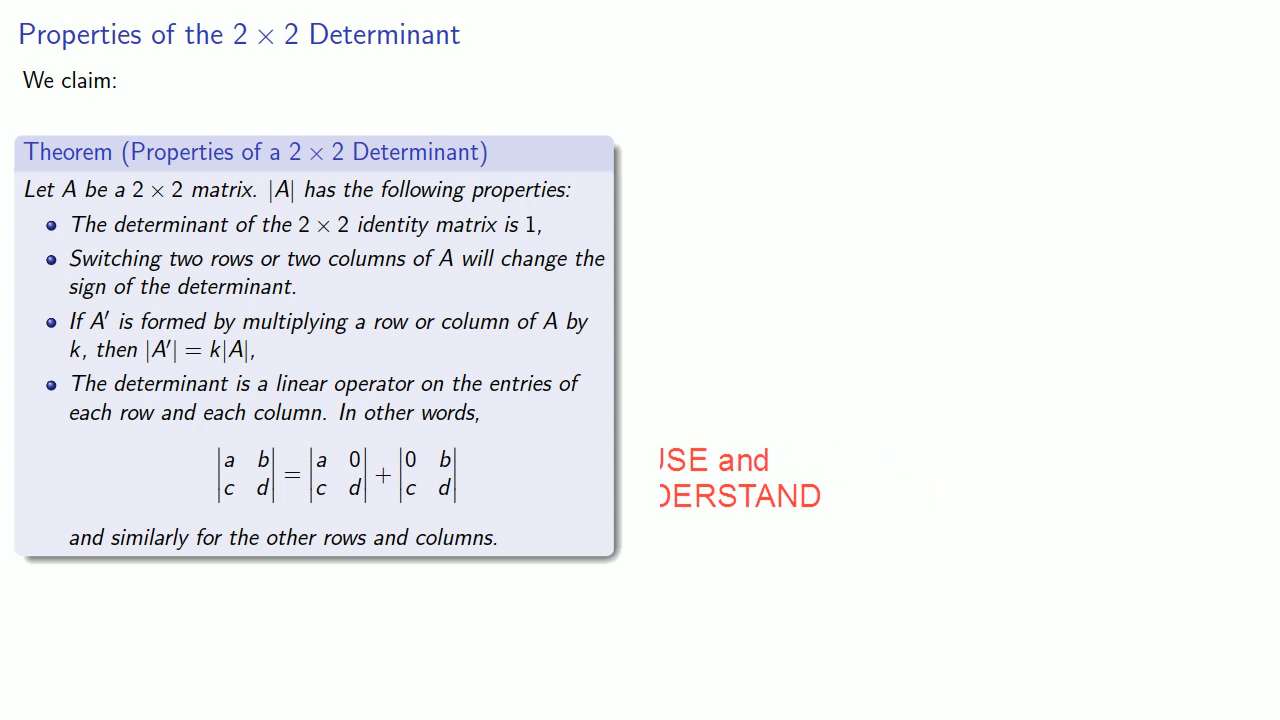 Properties of the 2 × 2 Determinant
We claim:
Theorem (Properties of a 2 × 2 Determinant)
Let A be a 2 × 2 matrix. |A| has the following properties:
The determinant of the 2 × 2 identity matrix is 1,
Switching two rows or two columns of A will change the
sign of the determinant.
If A′ is formed by multiplying a row or column of A by
k, then |A′| = k|A|,
The determinant is a linear operator on the entries of
each row and each column. In other words,
|a b| = |a 0| + |0 b|
|c d| |c d| |c d|
and similarly for the other rows and columns.
and